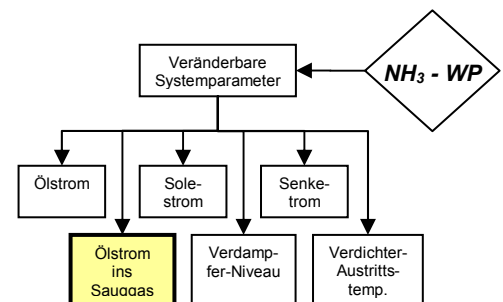 Veränderbare
Systemparameter
NH₃ - WP
Ölstrom
Sole-
strom
Senke-
trom
Ölstrom
ins
Sauggas
Verdamp-
fer-Niveau
Verdichter-
Austritts-
temp.